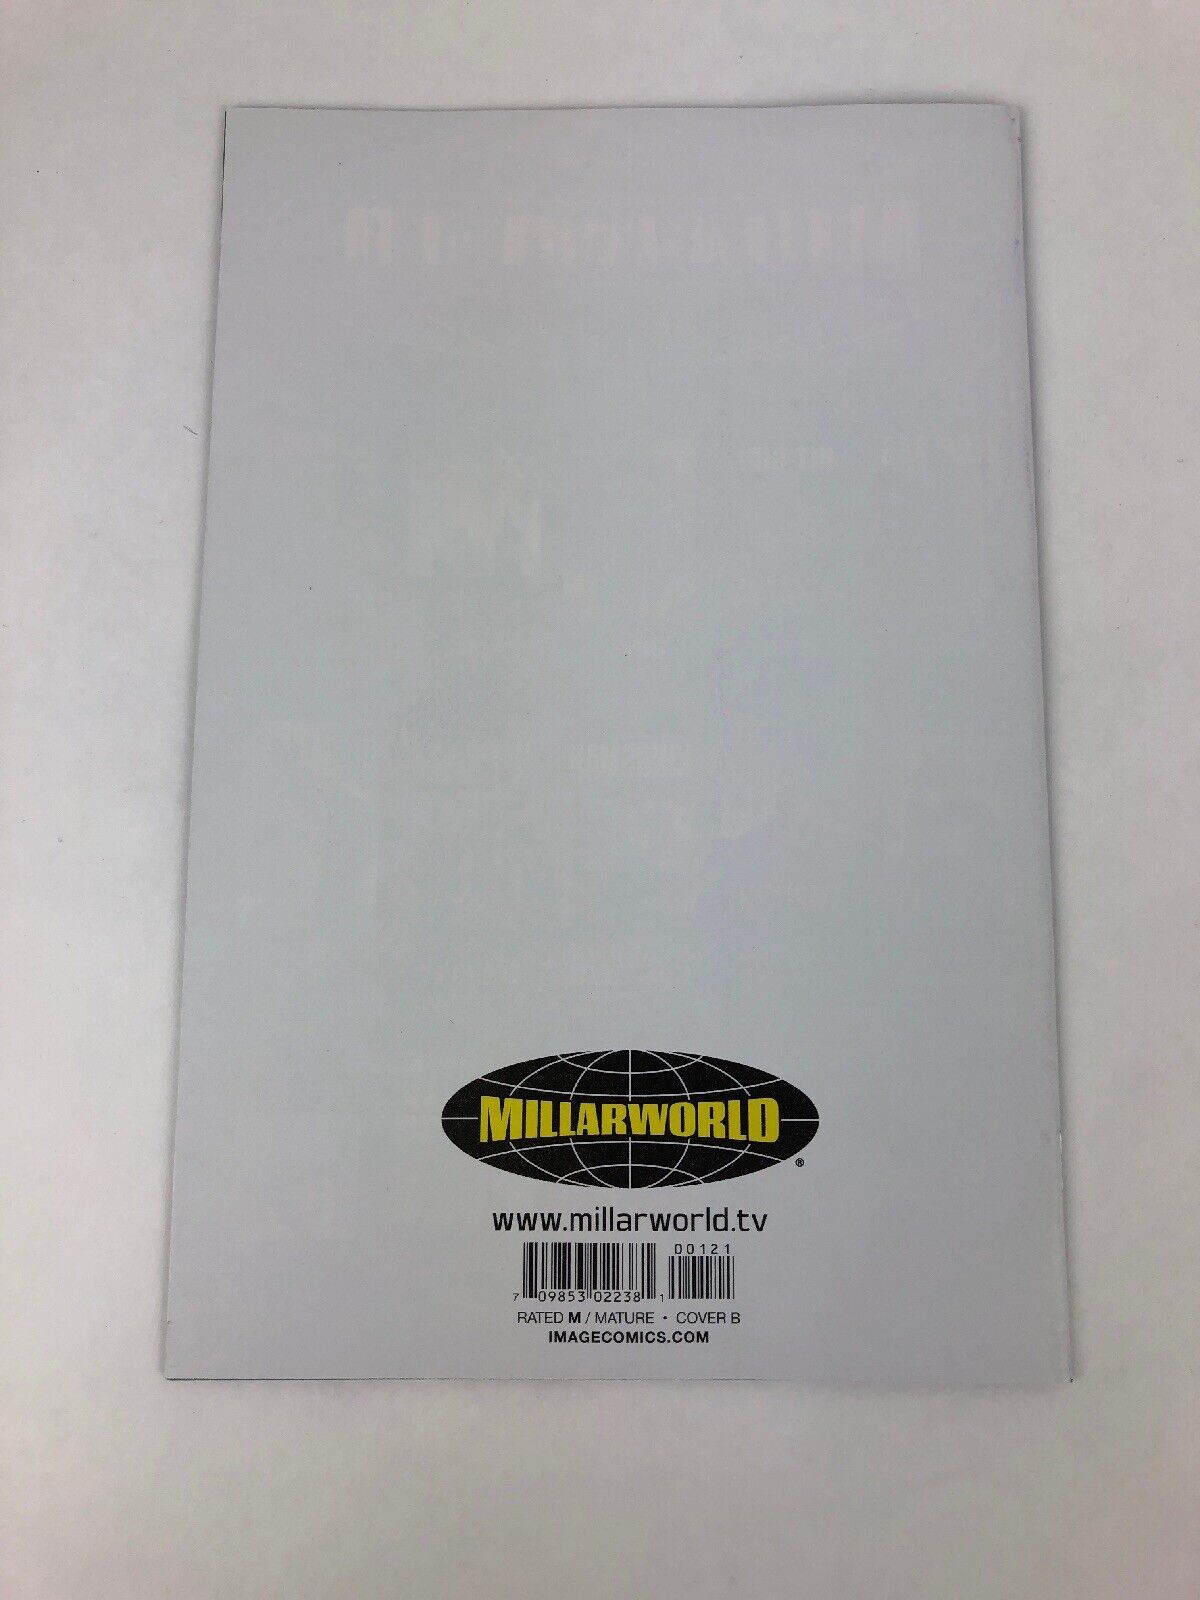 MILLARWORLD
®
www.millarworld.tv
00121
7 09853 02238 1
RATED M / MATURE • COVER B
IMAGECOMICS.COM